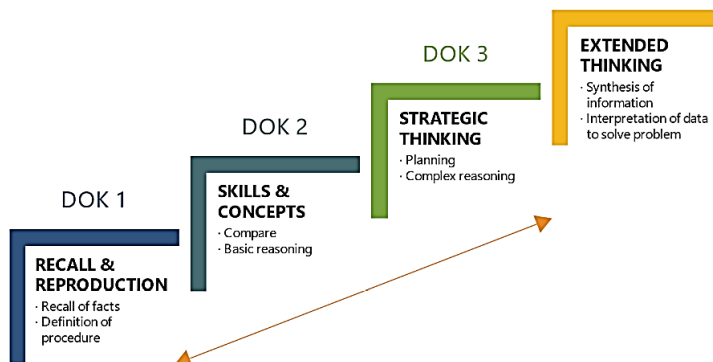 DOK 1
RECALL &
REPRODUCTION
· Recall of facts
· Definition of
procedure
DOK 2
SKILLS &
CONCEPTS
· Compare
· Basic reasoning
DOK 3
STRATEGIC
THINKING
· Planning
· Complex reasoning
EXTENDED
THINKING
· Synthesis of
information
· Interpretation of data
to solve problem